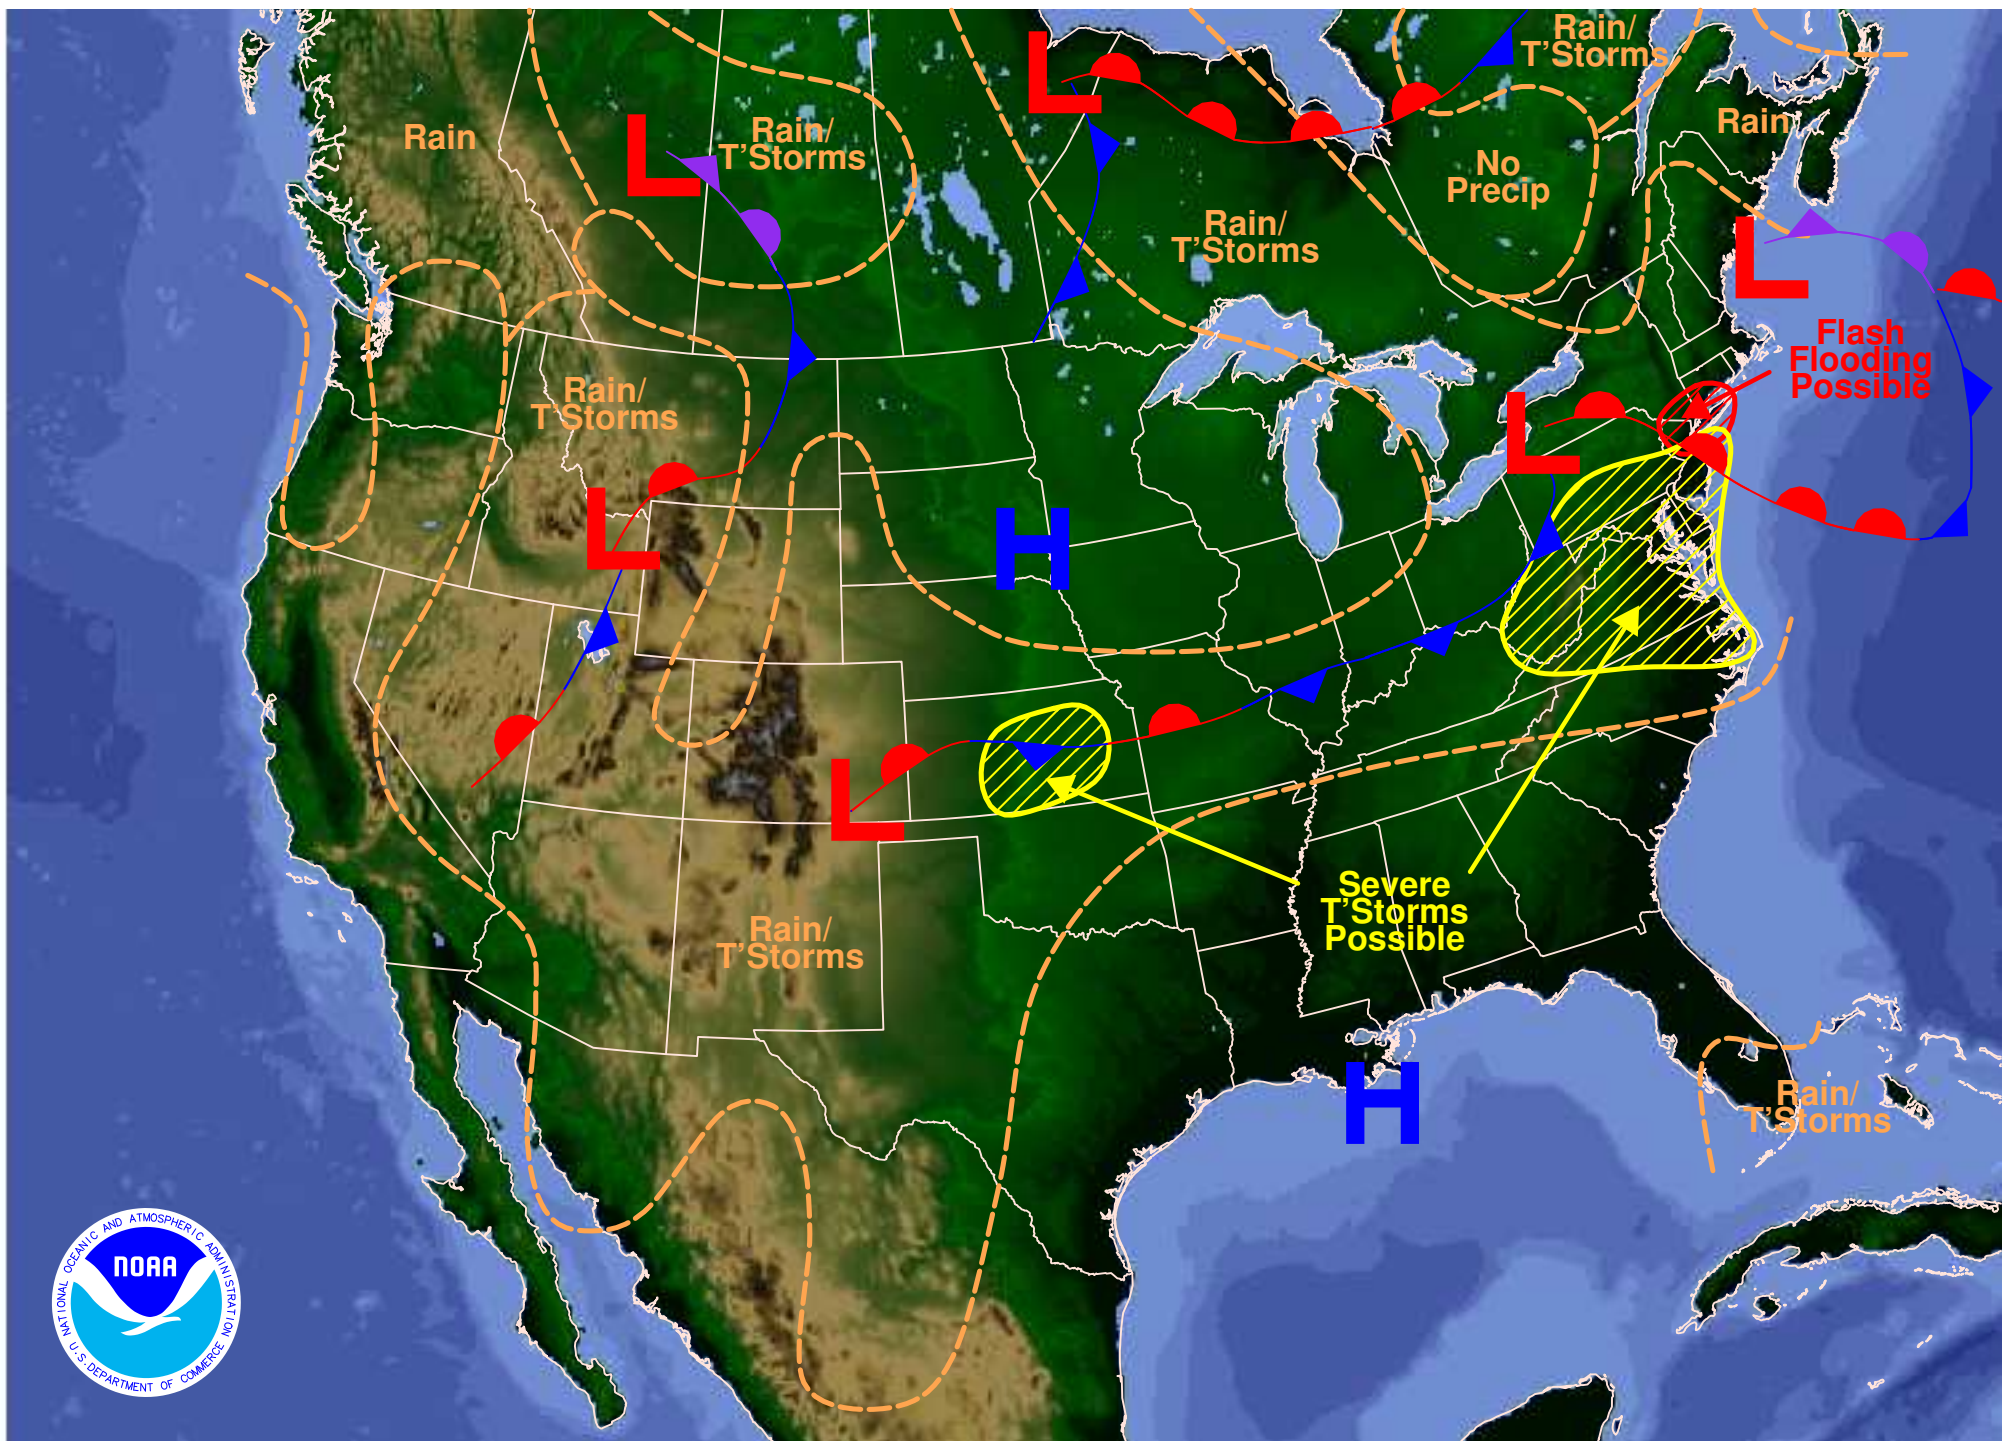 Rain/
T'Storms
Rain
Rain/
T'Storms
Rain
No
Precip
Rain/
T'Storms
Flash
Flooding
Possible
Rain/
T'Storms
Severe
T'Storms
Possible
Rain/
T'Storms
Rain/
T'Storms
L
L
L
L
L
L
H
H
NATIONAL OCEANIC AND ATMOSPHERIC ADMINISTRATION
NOAA
U.S. DEPARTMENT OF COMMERCE